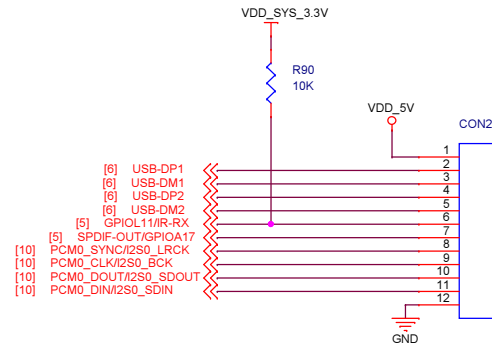 VDD_SYS_3.3V
R90
10K
VDD_5V
CON2
1
[6] USB-DP1 2
[6] USB-DM1 3
[6] USB-DP2 4
[6] USB-DM2 5
[5] GPIOL11/IR-RX 6
[5] SPDIF-OUT/GPIOA17 7
[10] PCM0_SYNC/I2S0_LRCK 8
[10] PCM0_CLK/I2S0_BCK 9
[10] PCM0_DOUT/I2S0_SDOUT 10
[10] PCM0_DIN/I2S0_SDIN 11
12
GND